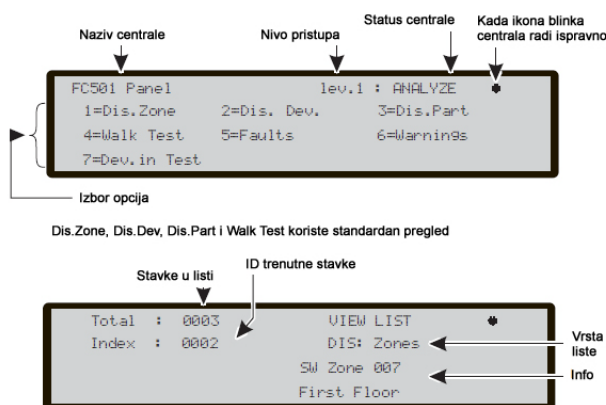 Naziv centrale
Nivo pristupa
Status centrale
Kada ikona blinka
centrala radi ispravno
FC501 Panel lev.1 : ANALYZE
1=Dis.Zone 2=Dis. Dev. 3=Dis.Part
4=Walk Test 5=Faults 6=Warnings
7=Dev.in Test
Izbor opcija
Dis.Zone, Dis.Dev, Dis.Part i Walk Test koriste standardan pregled
Stavke u listi
ID trenutne stavke
Total : 0003 VIEW LIST
Index : 0002 DIS: Zones
SW Zone 007
First Floor
Vrsta
liste
Info